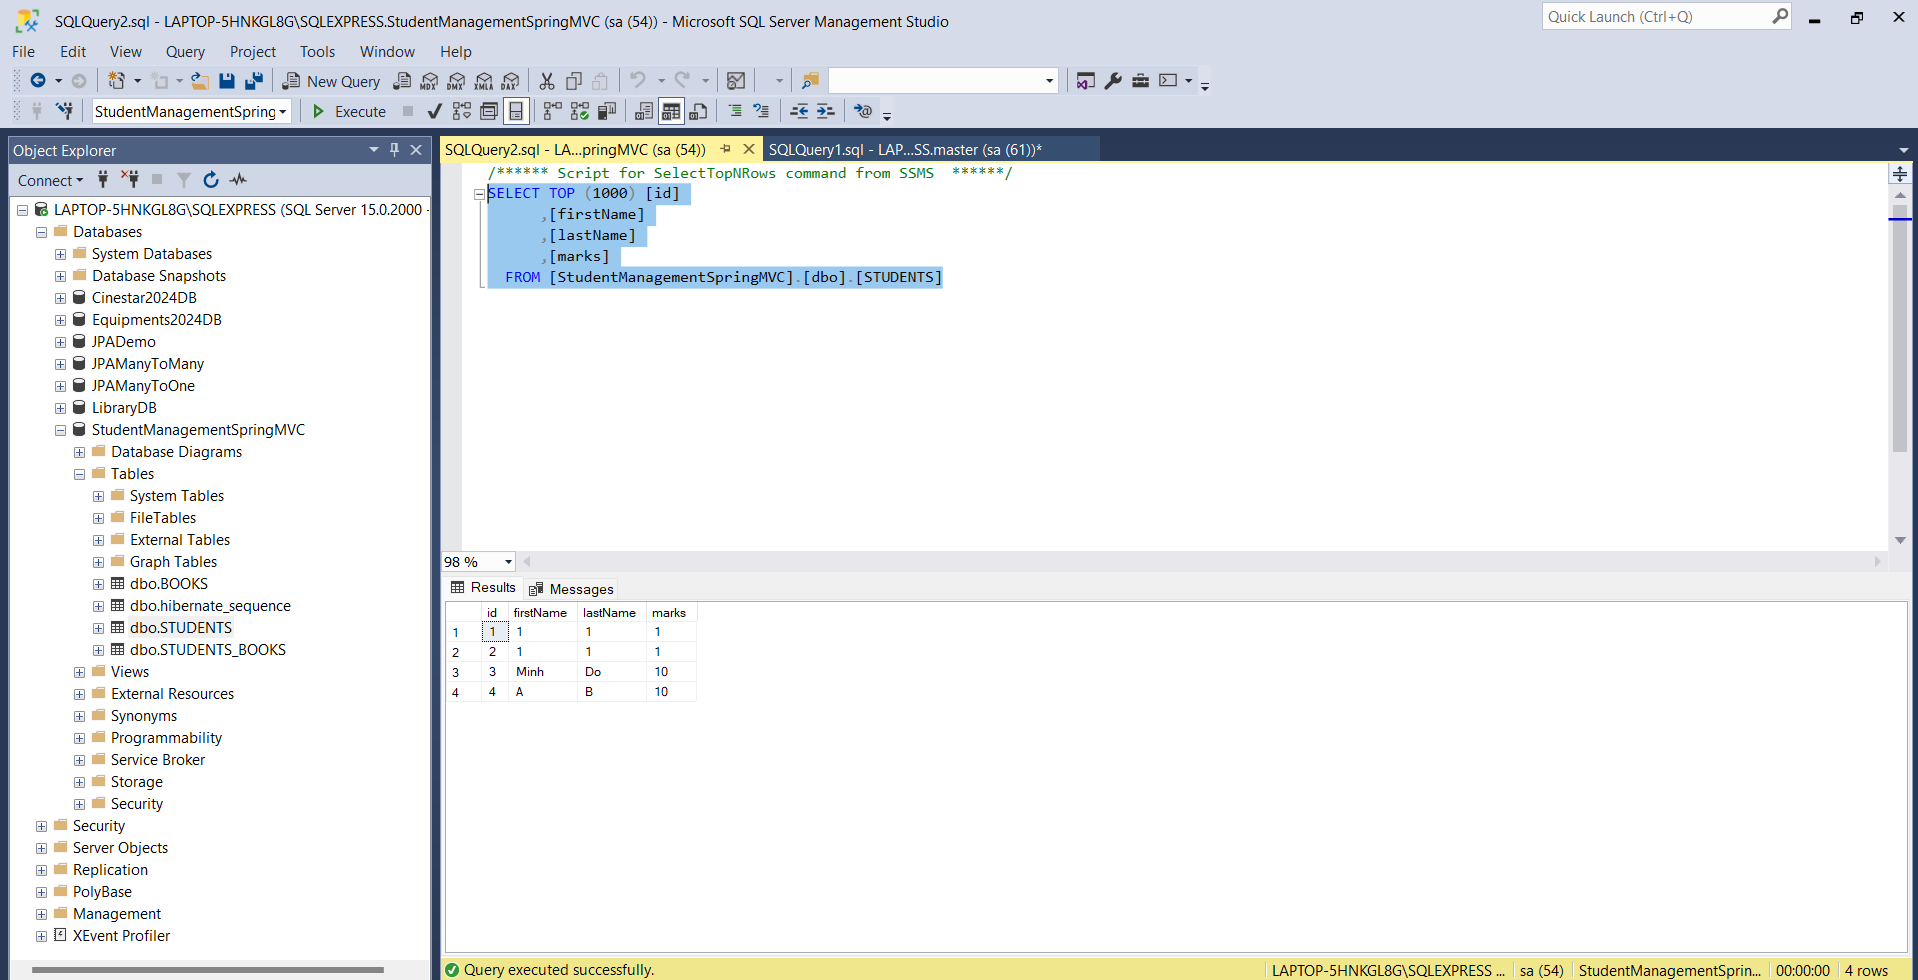 SQLQuery2.sql - LAPTOP-5HNKGL8G\SQLEXPRESS.StudentManagementSpringMVC (sa (54)) - Microsoft SQL Server Management Studio
Quick Launch (Ctrl+Q)
File Edit View Query Project Tools Window Help
New Query
MDX DMX XMLA DAX
StudentManagementSpring Execute
Object Explorer
Connect
LAPTOP-5HNKGL8G\SQLEXPRESS (SQL Server 15.0.2000 -
Databases
System Databases
Database Snapshots
Cinestar2024DB
Equipments2024DB
JPADemo
JPAManyToMany
JPAManyToOne
LibraryDB
StudentManagementSpringMVC
Database Diagrams
Tables
System Tables
FileTables
External Tables
Graph Tables
dbo.BOOKS
dbo.hibernate_sequence
dbo.STUDENTS
dbo.STUDENTS_BOOKS
Views
External Resources
Synonyms
Programmability
Service Broker
Storage
Security
Security
Server Objects
Replication
PolyBase
Management
XEvent Profiler
SQLQuery2.sql - LA...pringMVC (sa (54)) SQLQuery1.sql - LAP...SS.master (sa (61))*
/****** Script for SelectTopNRows command from SSMS  ******/
SELECT TOP (1000) [id]
,[firstName]
,[lastName]
,[marks]
FROM [StudentManagementSpringMVC].[dbo].[STUDENTS]
98 %
Results Messages
id firstName lastName marks
1 1 1 1 1
2 2 1 1 1
3 3 Minh Do 10
4 4 A B 10
Query executed successfully.
LAPTOP-5HNKGL8G\SQLEXPRESS ... sa (54) StudentManagementSprin... 00:00:00 4 rows